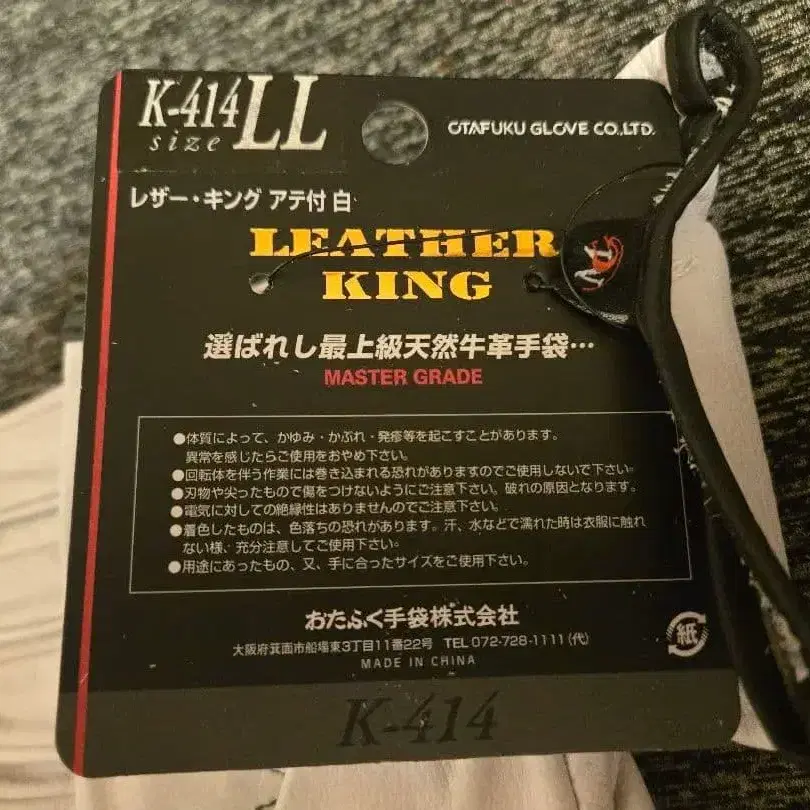 K-414 LL
size
OTAFUKU GLOVE CO.,LTD.
レザー・キング アテ付 白
LEATHER
KING
選ばれし最上級天然牛革手袋…
MASTER GRADE
●体質によって、かゆみ・かぶれ・発疹等を起こすことがあります。
異常を感じたらご使用をおやめ下さい。
●回転体を伴う作業には巻き込まれる恐れがありますのでご使用しないで下さい。
●刃物や尖ったもので傷をつけないようにご注意下さい。破れの原因となります。
●電気に対しての絶縁性はありませんのでご注意下さい。
●着色したものは、色落ちの恐れがあります。汗、水などで濡れた時は衣服に触れ
ない様、充分注意してご使用下さい。
●用途にあったもの、又、手に合ったサイズをご使用下さい。
おたふく手袋株式会社
大阪府箕面市船場東3丁目11番22号 TEL 072-728-1111(代)
MADE IN CHINA
紙
K-414